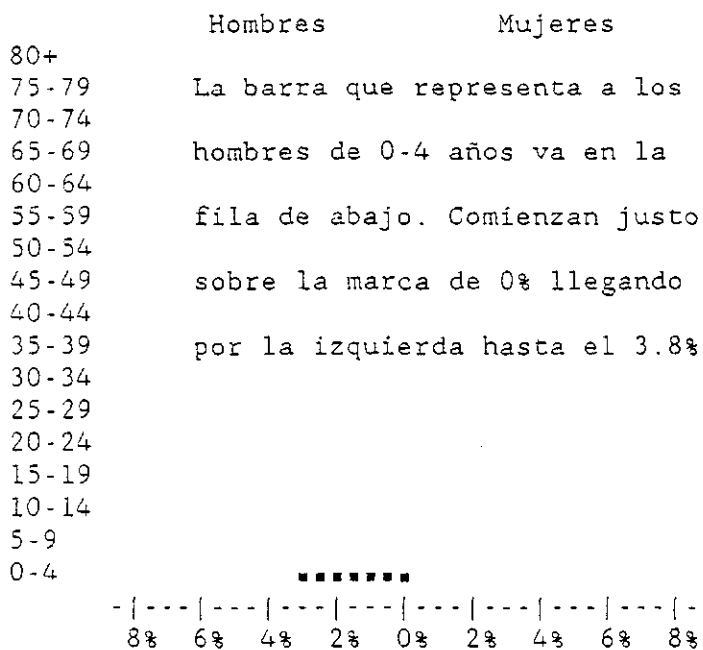 Hombres Mujeres
80+
75-79 La barra que representa a los
70-74
65-69 hombres de 0-4 años va en la
60-64
55-59 fila de abajo. Comienzan justo
50-54
45-49 sobre la marca de 0% llegando
40-44
35-39 por la izquierda hasta el 3.8%
30-34
25-29
20-24
15-19
10-14
5-9
0-4
8% 6% 4% 2% 0% 2% 4% 6% 8%